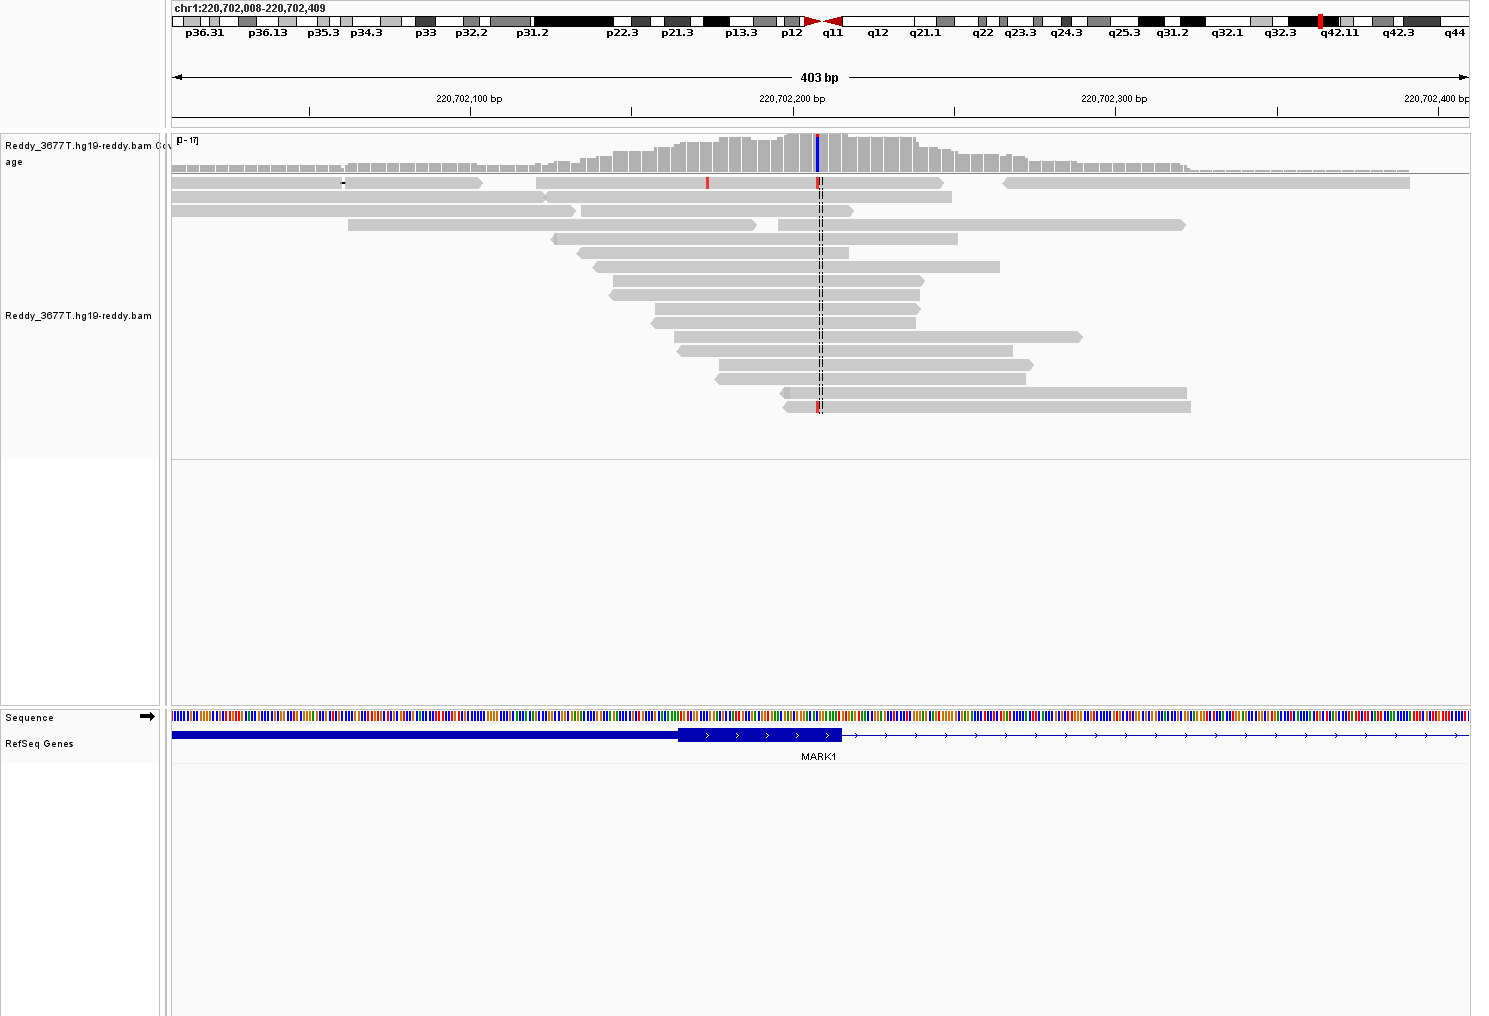 chr1:220,702,008-220,702,409
p36.31 p36.13 p35.3 p34.3 p33 p32.2 p31.2 p22.3 p21.3 p13.3 p12 q11 q12 q21.1 q22 q23.3 q24.3 q25.3 q31.2 q32.1 q32.3 q42.11 q42.3 q44
403 bp
220,702,100 bp 220,702,200 bp 220,702,300 bp 220,702,400 bp
Reddy_3677T.hg19-reddy.bam Cov
age
[0 - 17]
Reddy_3677T.hg19-reddy.bam
Sequence
RefSeq Genes
MARK1